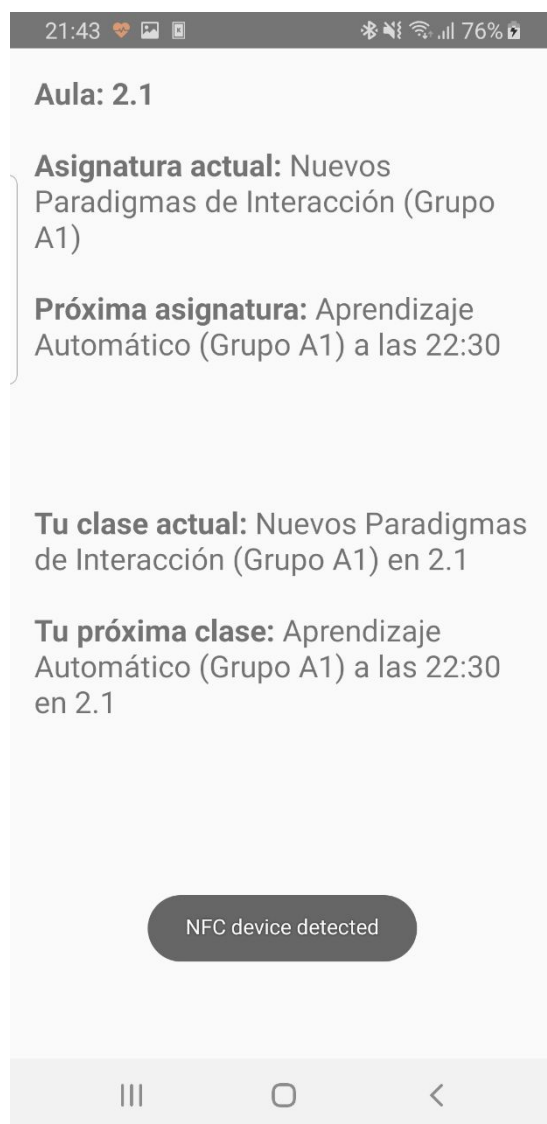 21:43 76%
Aula: 2.1
Asignatura actual: Nuevos
Paradigmas de Interacción (Grupo
A1)
Próxima asignatura: Aprendizaje
Automático (Grupo A1) a las 22:30
Tu clase actual: Nuevos Paradigmas
de Interacción (Grupo A1) en 2.1
Tu próxima clase: Aprendizaje
Automático (Grupo A1) a las 22:30
en 2.1
NFC device detected